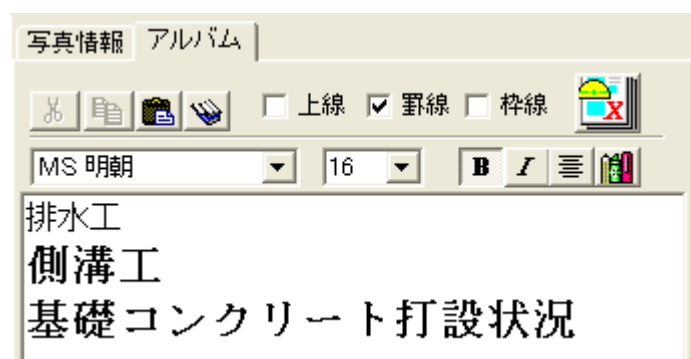 写真情報 アルバム
上線 罫線 枠線
MS 明朝 16 B I
排水工
側溝工
基礎コンクリート打設状況